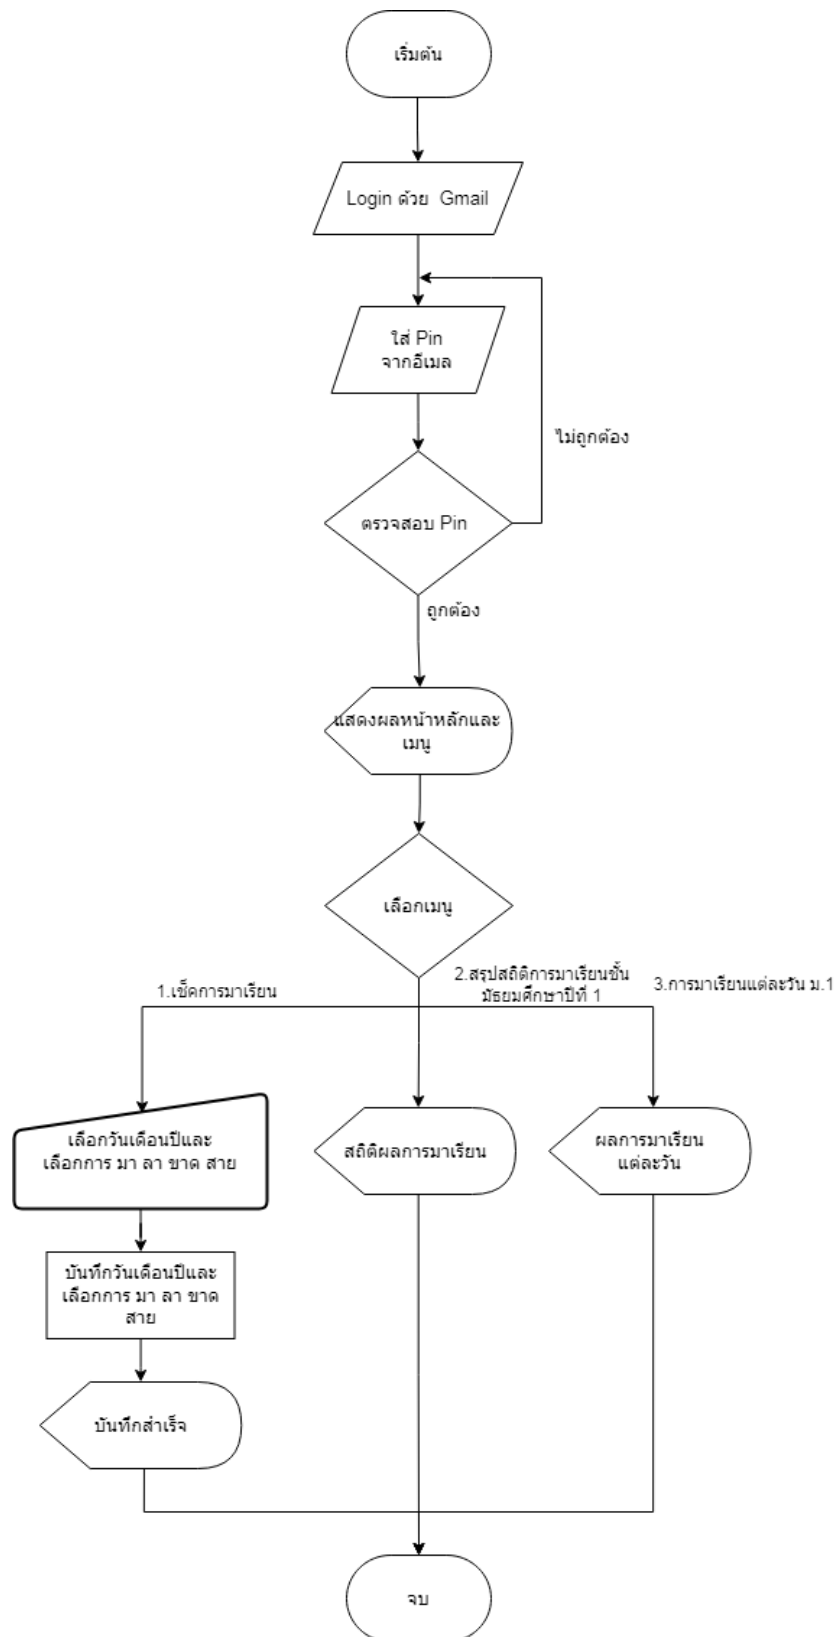 เริ่มต้น
Login ด้วย Gmail
ใส่ Pin
จากอีเมล
ไม่ถูกต้อง
ตรวจสอบ Pin
ถูกต้อง
แสดงผลหน้าหลักและ
เมนู
เลือกเมนู
1.เช็คการมาเรียน
2.สรุปสถิติการมาเรียนชั้น
มัธยมศึกษาปีที่ 1
3.การมาเรียนแต่ละวัน ม.1
เลือกวันเดือนปีและ
เลือกการ มา ลา ขาด สาย
สถิติผลการมาเรียน
ผลการมาเรียน
แต่ละวัน
บันทึกวันเดือนปีและ
เลือกการ มา ลา ขาด
สาย
บันทึกสำเร็จ
จบ